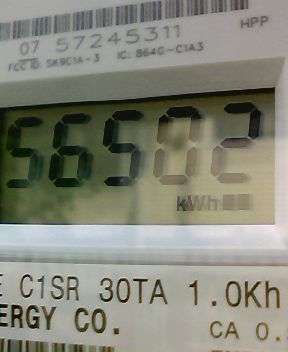 HPP
07 57245311
FCC ID: SK9C1A-3 IC: 864G-C1A3
56502
kWh
E C1SR 30TA 1.0Kh
ERGY CO.
CA 0.